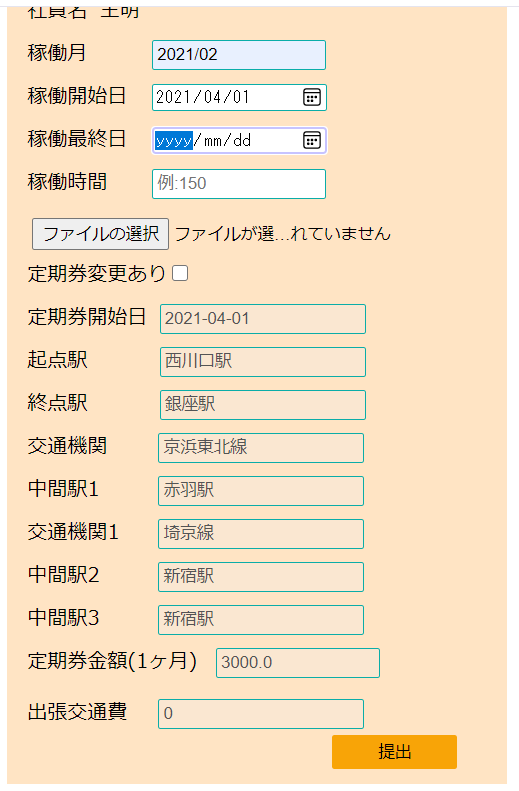 社員名 王明
稼働月 2021/02
稼働開始日 2021/04/01
稼働最終日 yyyy/mm/dd
稼働時間 例:150
ファイルの選択 ファイルが選...れていません
定期券変更あり
定期券開始日 2021-04-01
起点駅 西川口駅
終点駅 銀座駅
交通機関 京浜東北線
中間駅1 赤羽駅
交通機関1 埼京線
中間駅2 新宿駅
中間駅3 新宿駅
定期券金額(1ヶ月) 3000.0
出張交通費 0
提出